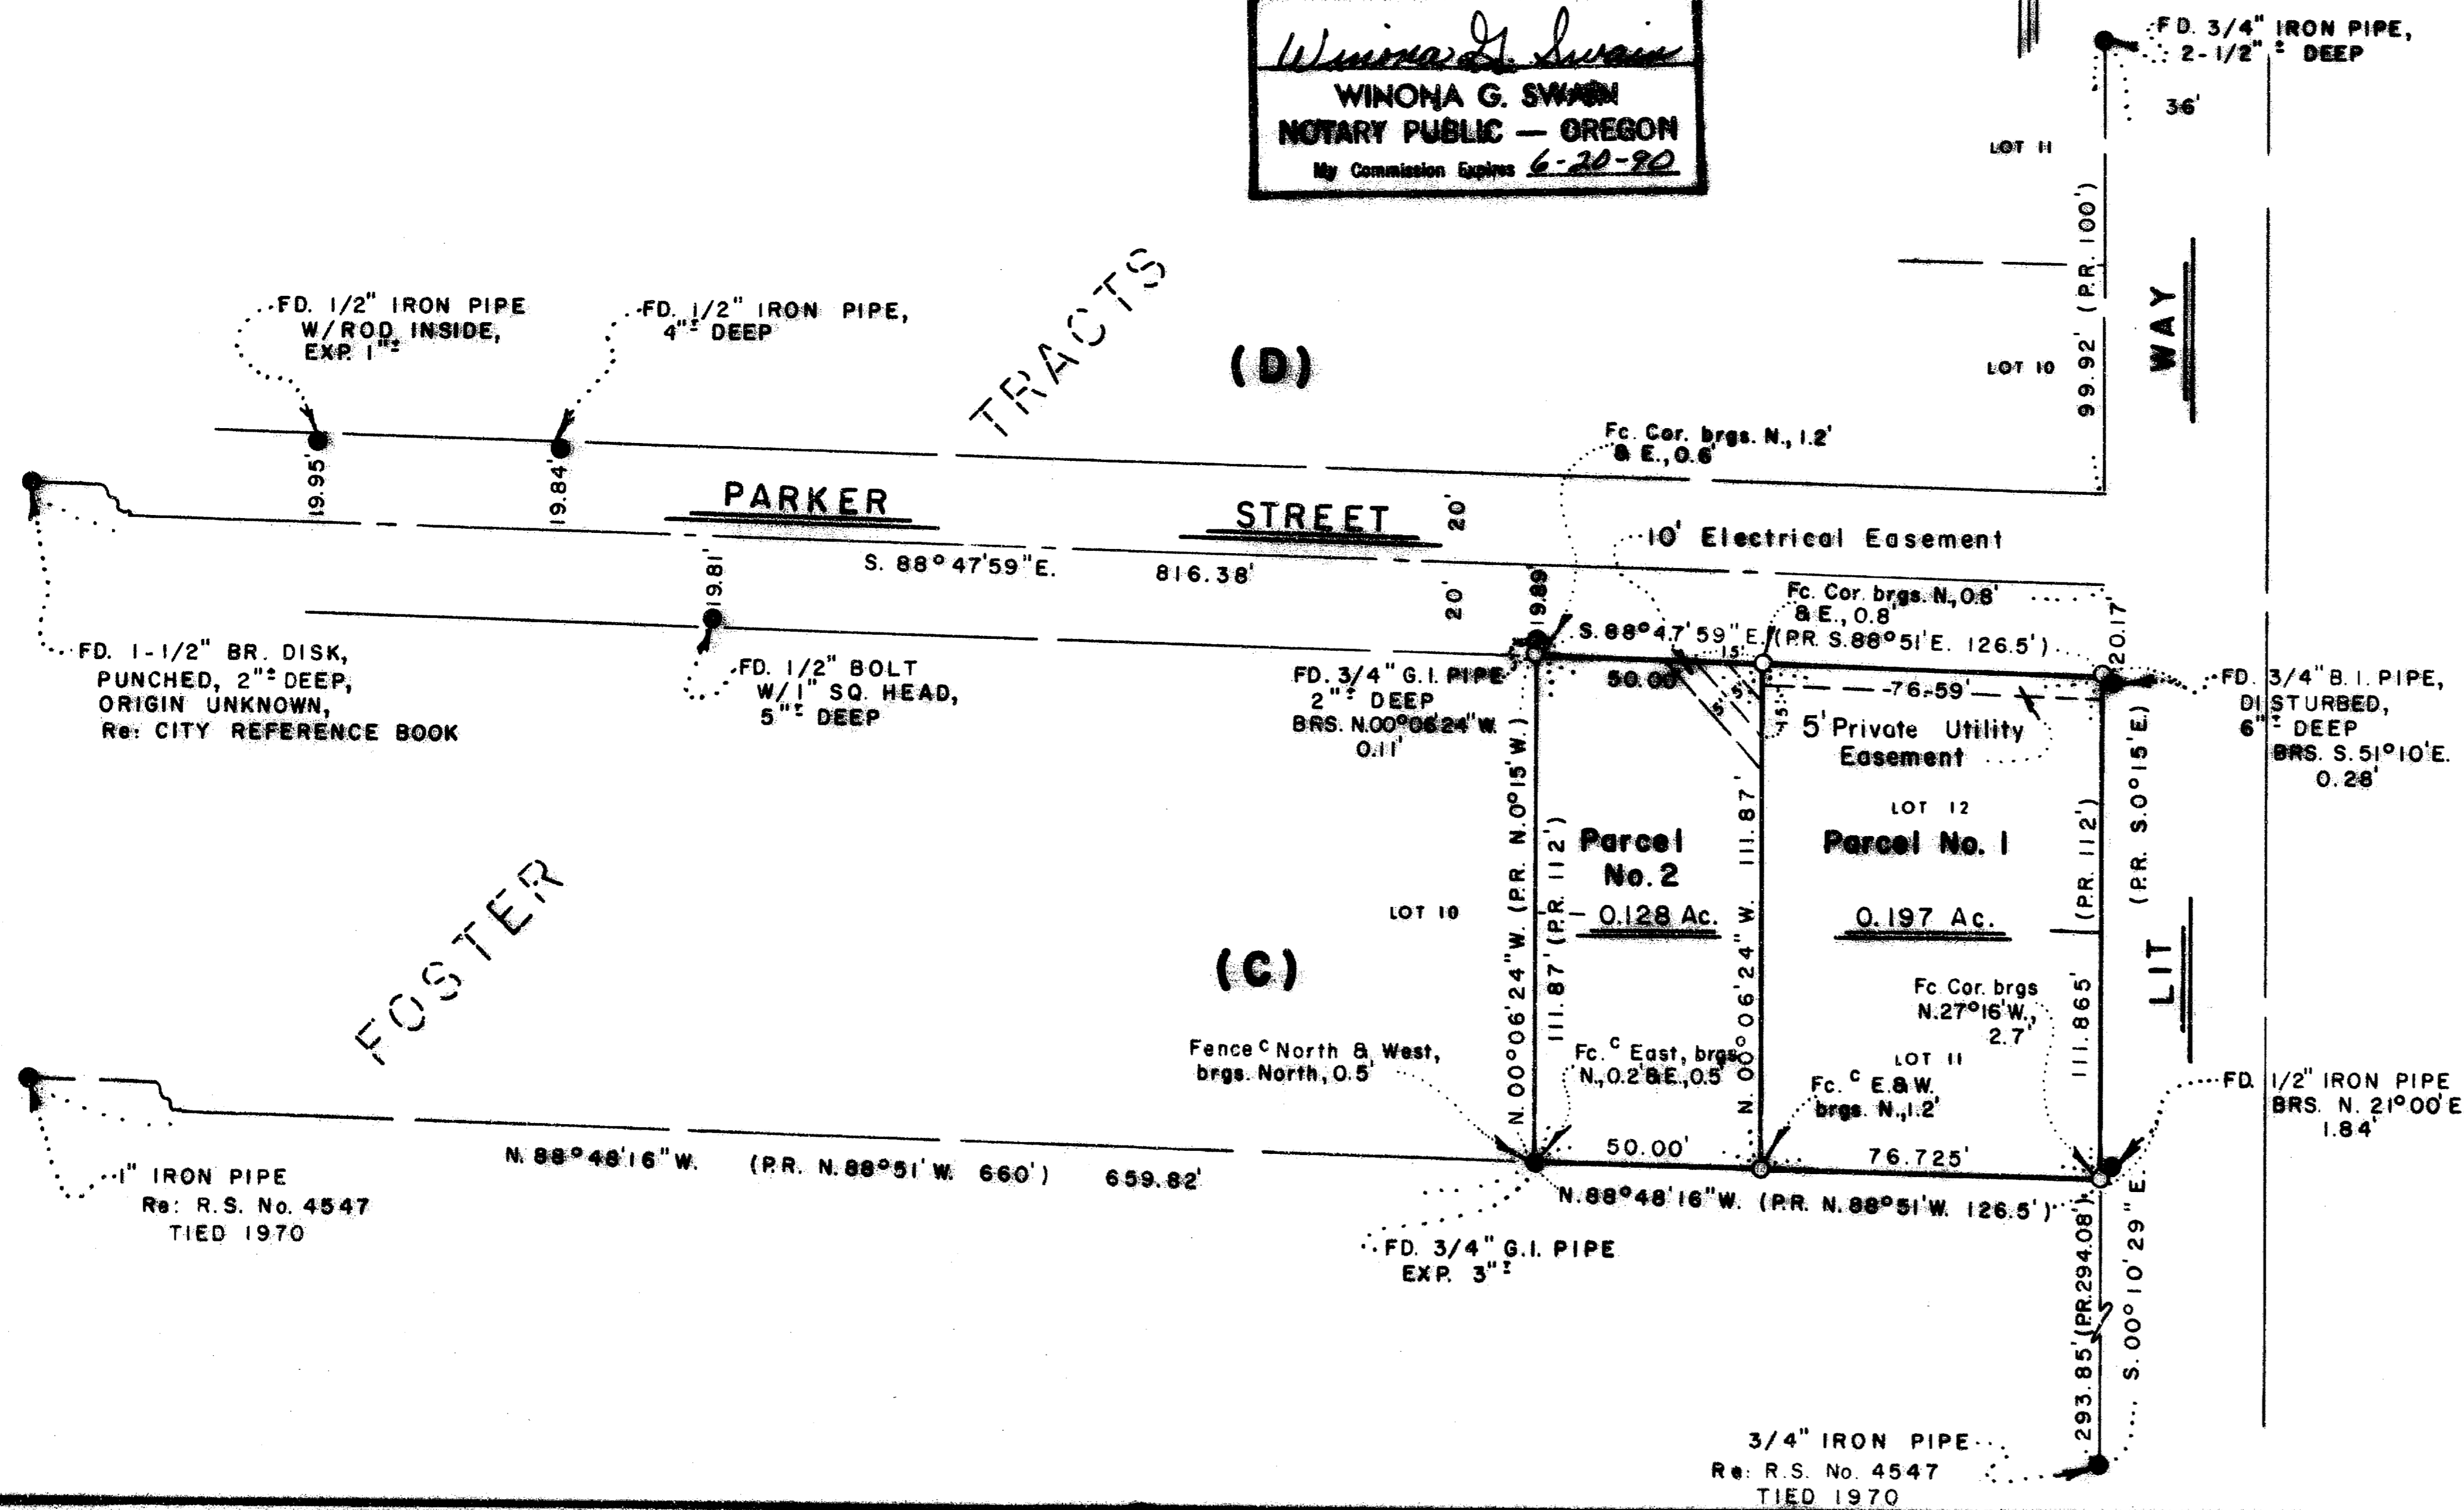 Winona G. Swain
WINONA G. SWAIN
NOTARY PUBLIC — OREGON
My Commission Expires 6-20-90
FD. 3/4" IRON PIPE,
2-1/2"± DEEP
36'
LOT 11
99.92' (P.R. 100')
WAY
LOT 10
FD. 1/2" IRON PIPE
W/ROD INSIDE,
EXP. 1"±
FD. 1/2" IRON PIPE,
4"± DEEP
TRACTS
(D)
19.95'
19.84'
PARKER STREET
20'
Fc. Cor. brgs. N., 1.2'
& E., 0.6'
10' Electrical Easement
S. 88°47'59"E. 816.38'
19.81'
20'
19.89'
Fc. Cor. brgs. N., 0.8'
& E., 0.8'
20.17'
S. 88°47'59"E. (P.R. S.88°51'E. 126.5')
FD. 1-1/2" BR. DISK,
PUNCHED, 2"± DEEP,
ORIGIN UNKNOWN,
Re: CITY REFERENCE BOOK
FD. 1/2" BOLT
W/1" SQ. HEAD,
5"± DEEP
FD. 3/4" G.I. PIPE
2"± DEEP
BRS. N.00°06'24"W.
0.11'
50.00'
15'
5'
5'
15'
76.59'
5' Private Utility
Easement
FD. 3/4" B.I. PIPE,
DISTURBED,
6"± DEEP
BRS. S. 51°10'E.
0.28'
LOT 12
Parcel No. 1
0.197 Ac.
Parcel
No. 2
0.128 Ac.
LOT 10
N. 00°06'24"W. (P.R. N.0°15'W.)
111.87' (P.R. 112')
N. 00°06'24"W. 111.87'
111.865' (P.R. 112')
(P.R. S.0°15'E.)
LIT
FOSTER
(C)
Fc. Cor. brgs
N.27°16'W.,
2.7'
LOT 11
Fence c North & West,
brgs. North, 0.5'
Fc. c East, brgs
N., 0.2' & E., 0.5'
Fc. c E. & W.
brgs. N., 1.2'
FD. 1/2" IRON PIPE
BRS. N. 21°00'E
1.84'
50.00'
76.725'
1" IRON PIPE
Re: R.S. No. 4547
TIED 1970
N. 88°48'16"W. (P.R. N.88°51'W. 660') 659.82'
N.88°48'16"W. (P.R. N.88°51'W. 126.5')
FD. 3/4" G.I. PIPE
EXP. 3"±
293.85' (P.R. 294.08')
S. 00°10'29"E.
3/4" IRON PIPE
Re: R.S. No. 4547
TIED 1970